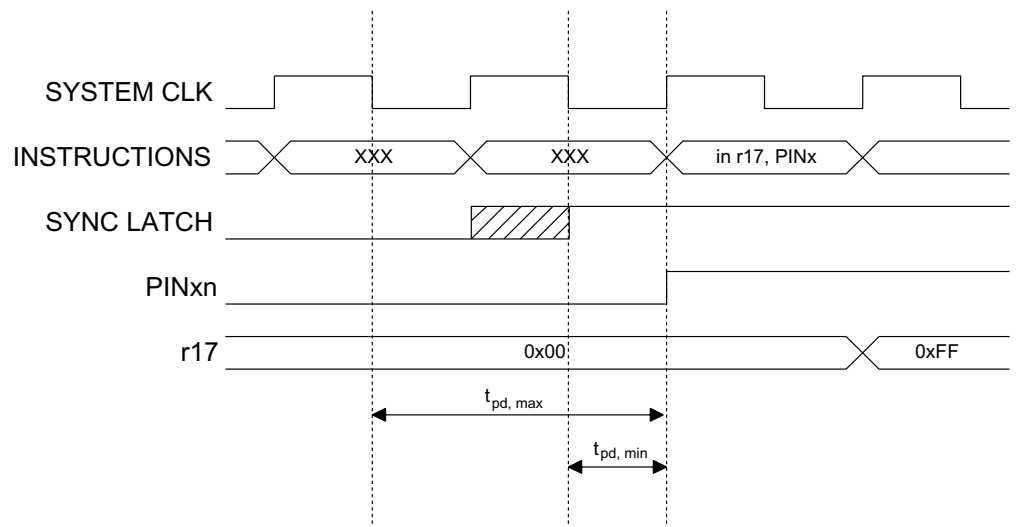 SYSTEM CLK
INSTRUCTIONS XXX XXX in r17, PINx
SYNC LATCH
PINxn
r17 0x00 0xFF
tpd, max
tpd, min